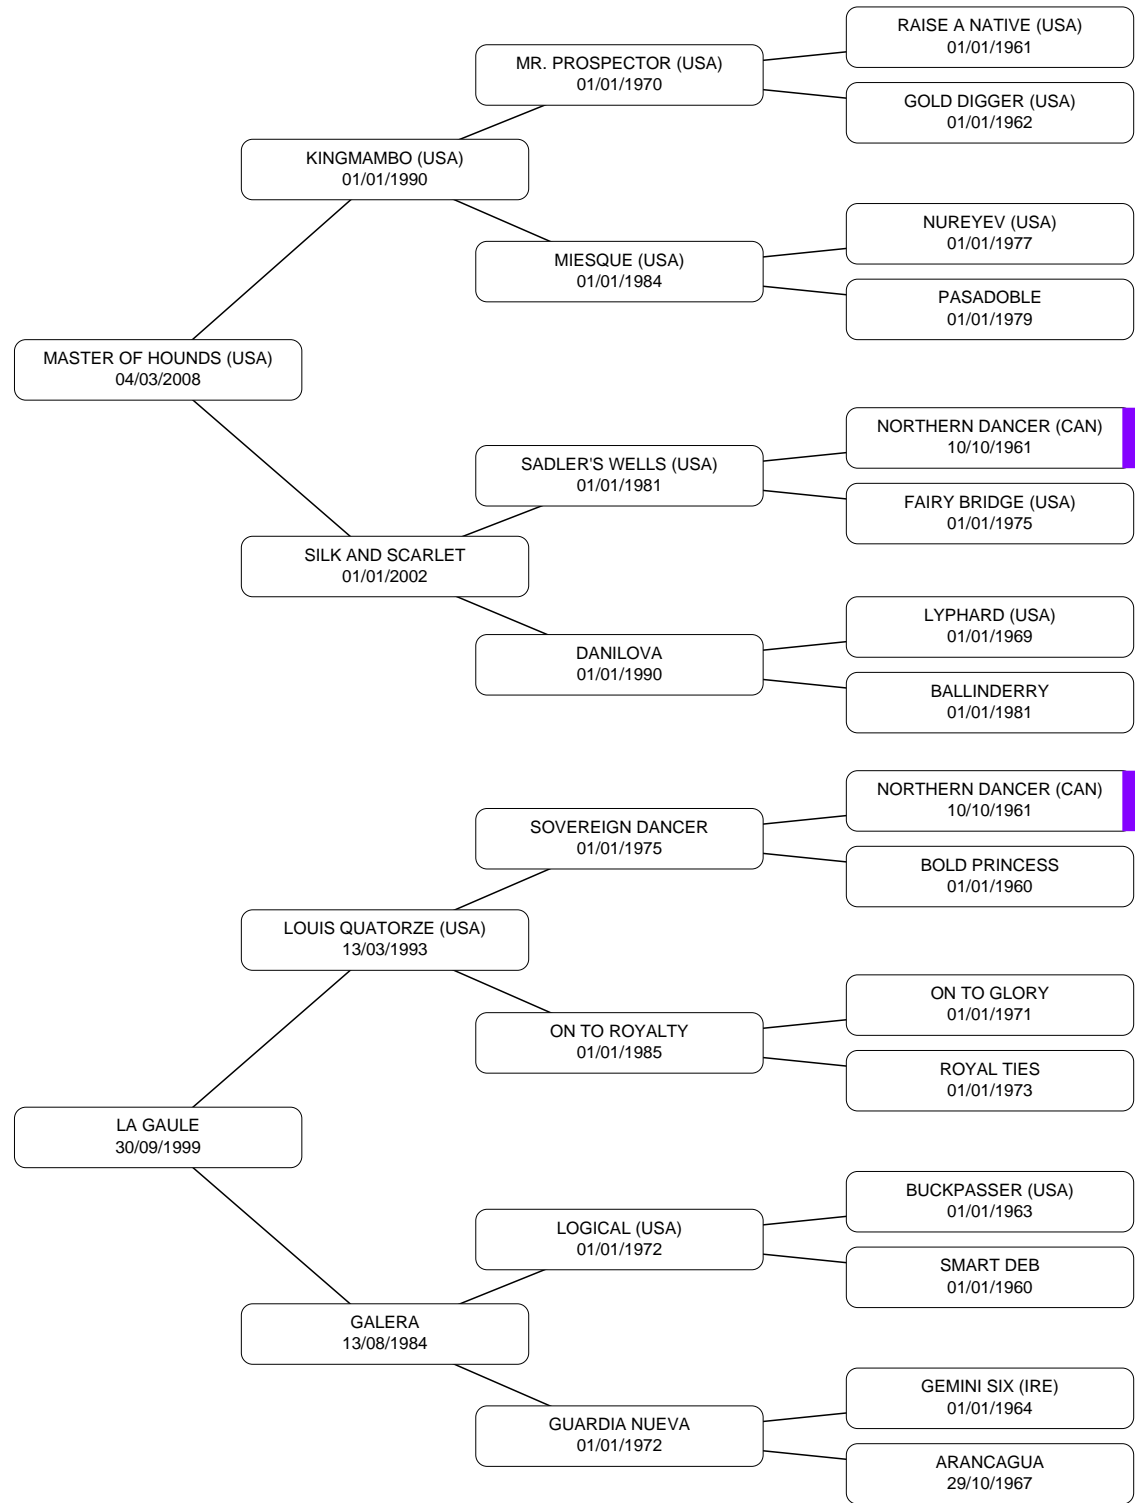 RAISE A NATIVE (USA)
01/01/1961
MR. PROSPECTOR (USA)
01/01/1970
GOLD DIGGER (USA)
01/01/1962
KINGMAMBO (USA)
01/01/1990
NUREYEV (USA)
01/01/1977
MIESQUE (USA)
01/01/1984
PASADOBLE
01/01/1979
MASTER OF HOUNDS (USA)
04/03/2008
NORTHERN DANCER (CAN)
10/10/1961
SADLER'S WELLS (USA)
01/01/1981
FAIRY BRIDGE (USA)
01/01/1975
SILK AND SCARLET
01/01/2002
LYPHARD (USA)
01/01/1969
DANILOVA
01/01/1990
BALLINDERRY
01/01/1981
NORTHERN DANCER (CAN)
10/10/1961
SOVEREIGN DANCER
01/01/1975
BOLD PRINCESS
01/01/1960
LOUIS QUATORZE (USA)
13/03/1993
ON TO GLORY
01/01/1971
ON TO ROYALTY
01/01/1985
ROYAL TIES
01/01/1973
LA GAULE
30/09/1999
BUCKPASSER (USA)
01/01/1963
LOGICAL (USA)
01/01/1972
SMART DEB
01/01/1960
GALERA
13/08/1984
GEMINI SIX (IRE)
01/01/1964
GUARDIA NUEVA
01/01/1972
ARANCAGUA
29/10/1967